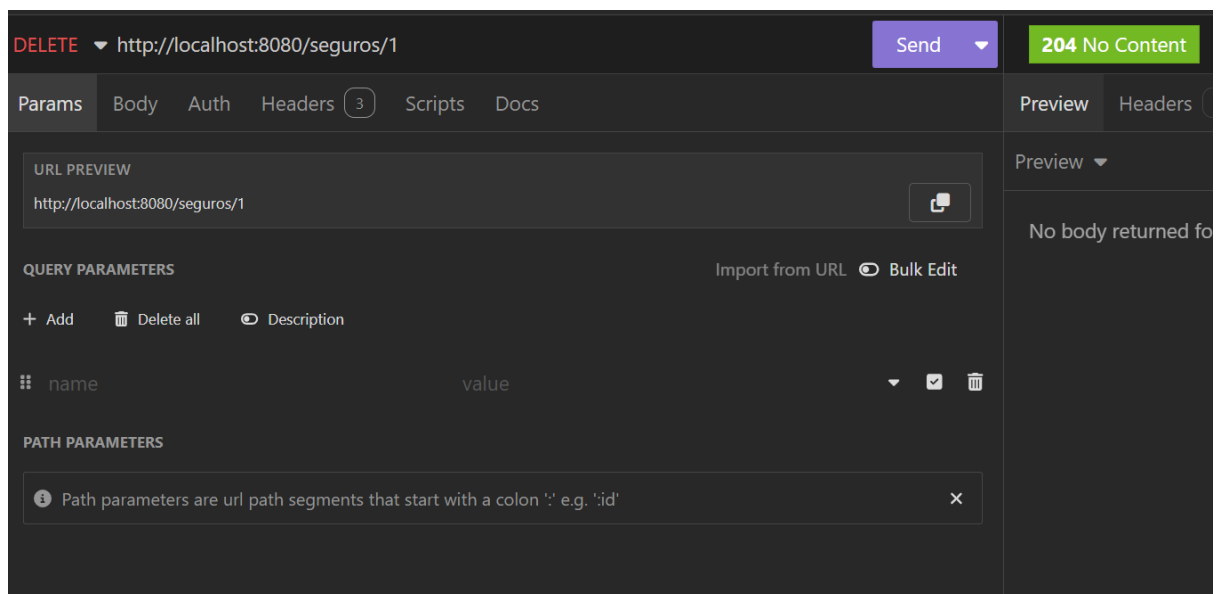 DELETE http://localhost:8080/seguros/1 Send 204 No Content
Params Body Auth Headers 3 Scripts Docs Preview Headers
URL PREVIEW
http://localhost:8080/seguros/1
Preview
No body returned fo
QUERY PARAMETERS Import from URL Bulk Edit
+ Add Delete all Description
name value
PATH PARAMETERS
Path parameters are url path segments that start with a colon ':' e.g. ':id'